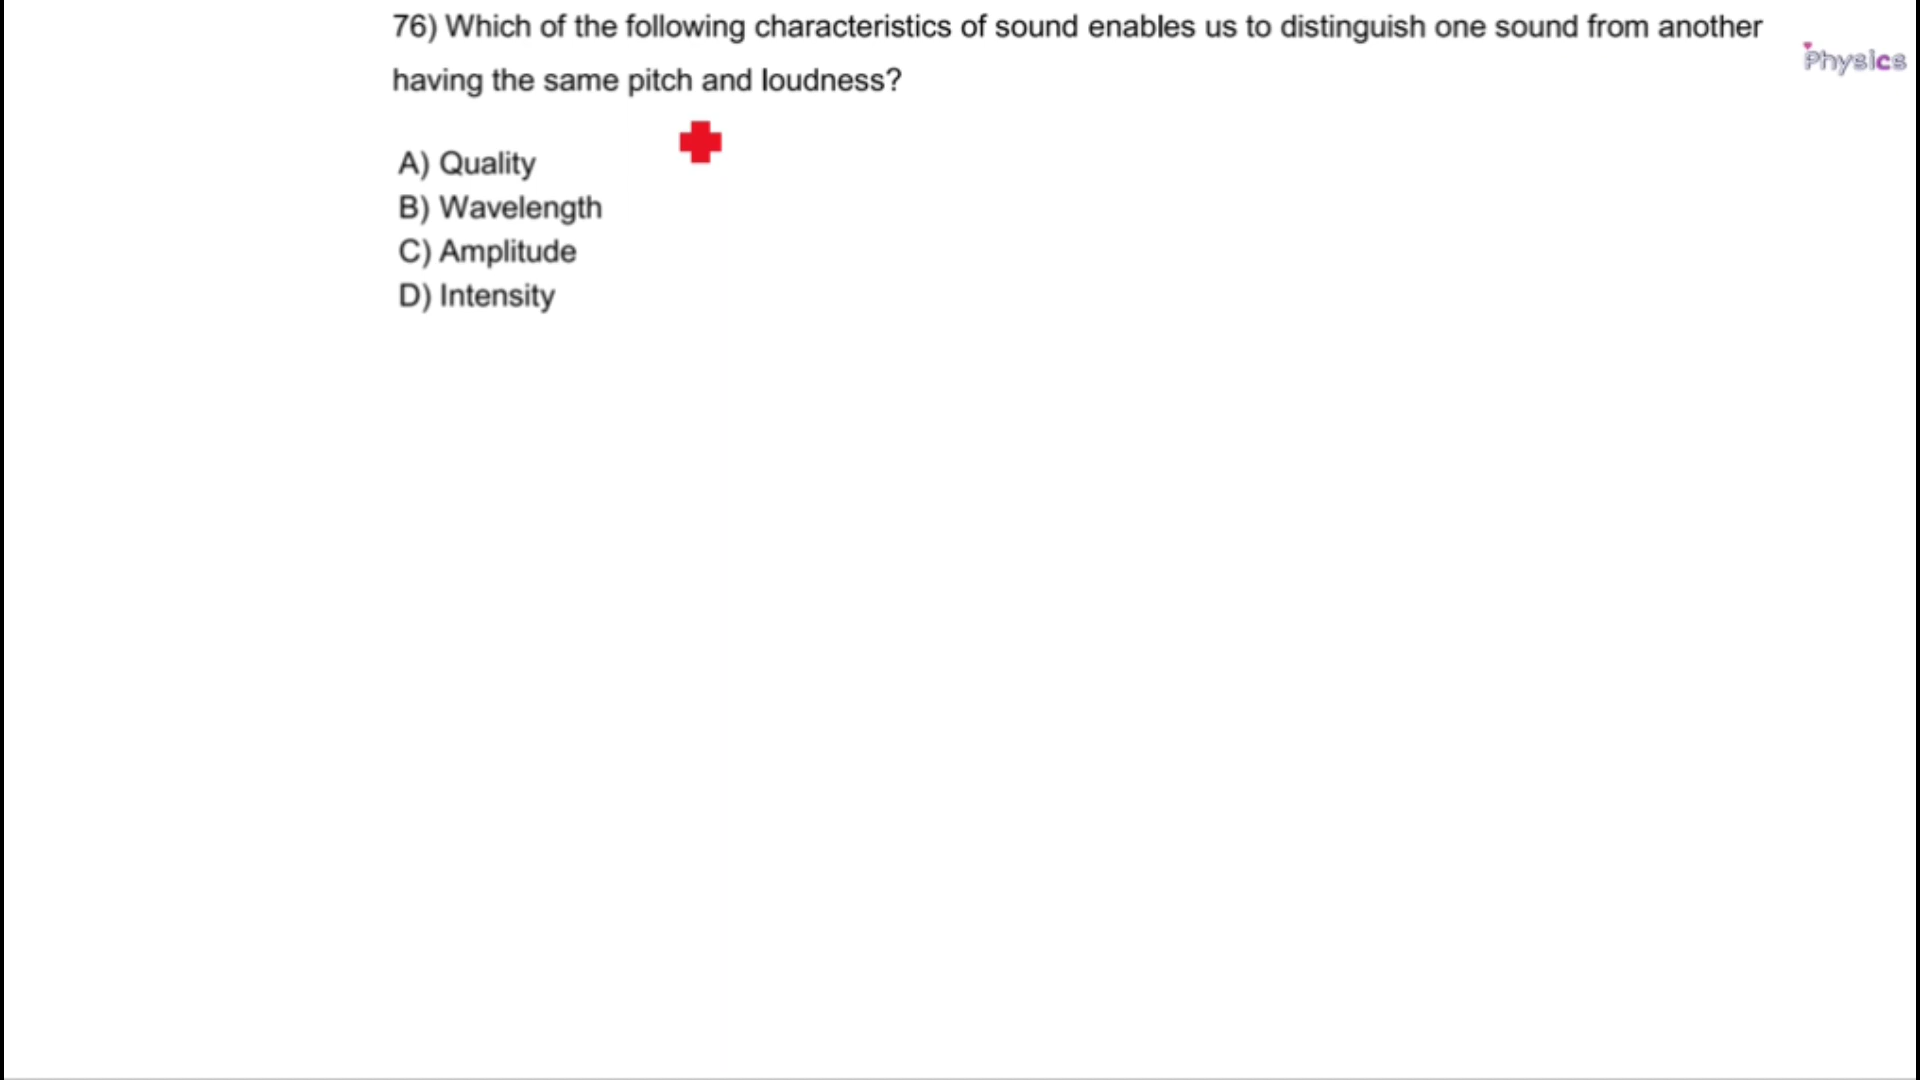 76) Which of the following characteristics of sound enables us to distinguish one sound from another
having the same pitch and loudness?
Physics
A) Quality
B) Wavelength
C) Amplitude
D) Intensity